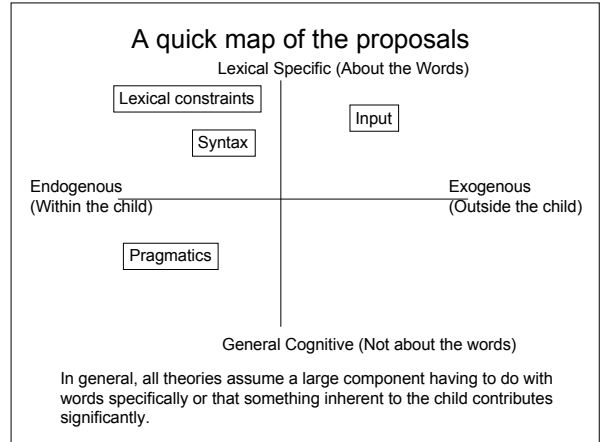 A quick map of the proposals
Lexical Specific (About the Words)
Lexical constraints
Input
Syntax
Endogenous
(Within the child)
Exogenous
(Outside the child)
Pragmatics
General Cognitive (Not about the words)
In general, all theories assume a large component having to do with
words specifically or that something inherent to the child contributes
significantly.